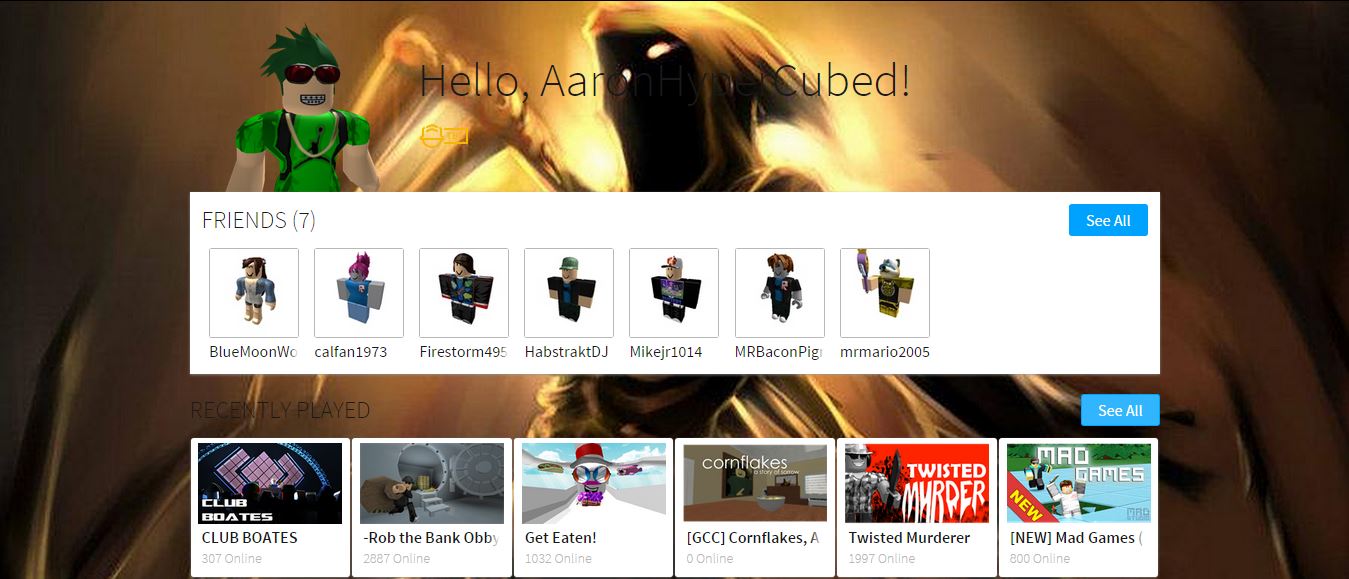 Hello, AaronHyperCubed!
FRIENDS (7)
See All
BlueMoonWo
calfan1973
Firestorm495
HabstraktDJ
Mikejr1014
MRBaconPig
mrmario2005
RECENTLY PLAYED
See All
CLUB
BOATES
cornflakes
a story of sorrow
TWISTED
MURDER
MAD
GAMES
NEW
MAD
STUDIO
CLUB BOATES
-Rob the Bank Obby
Get Eaten!
[GCC] Cornflakes, A
Twisted Murderer
[NEW] Mad Games (
307 Online
2887 Online
1032 Online
0 Online
1997 Online
800 Online